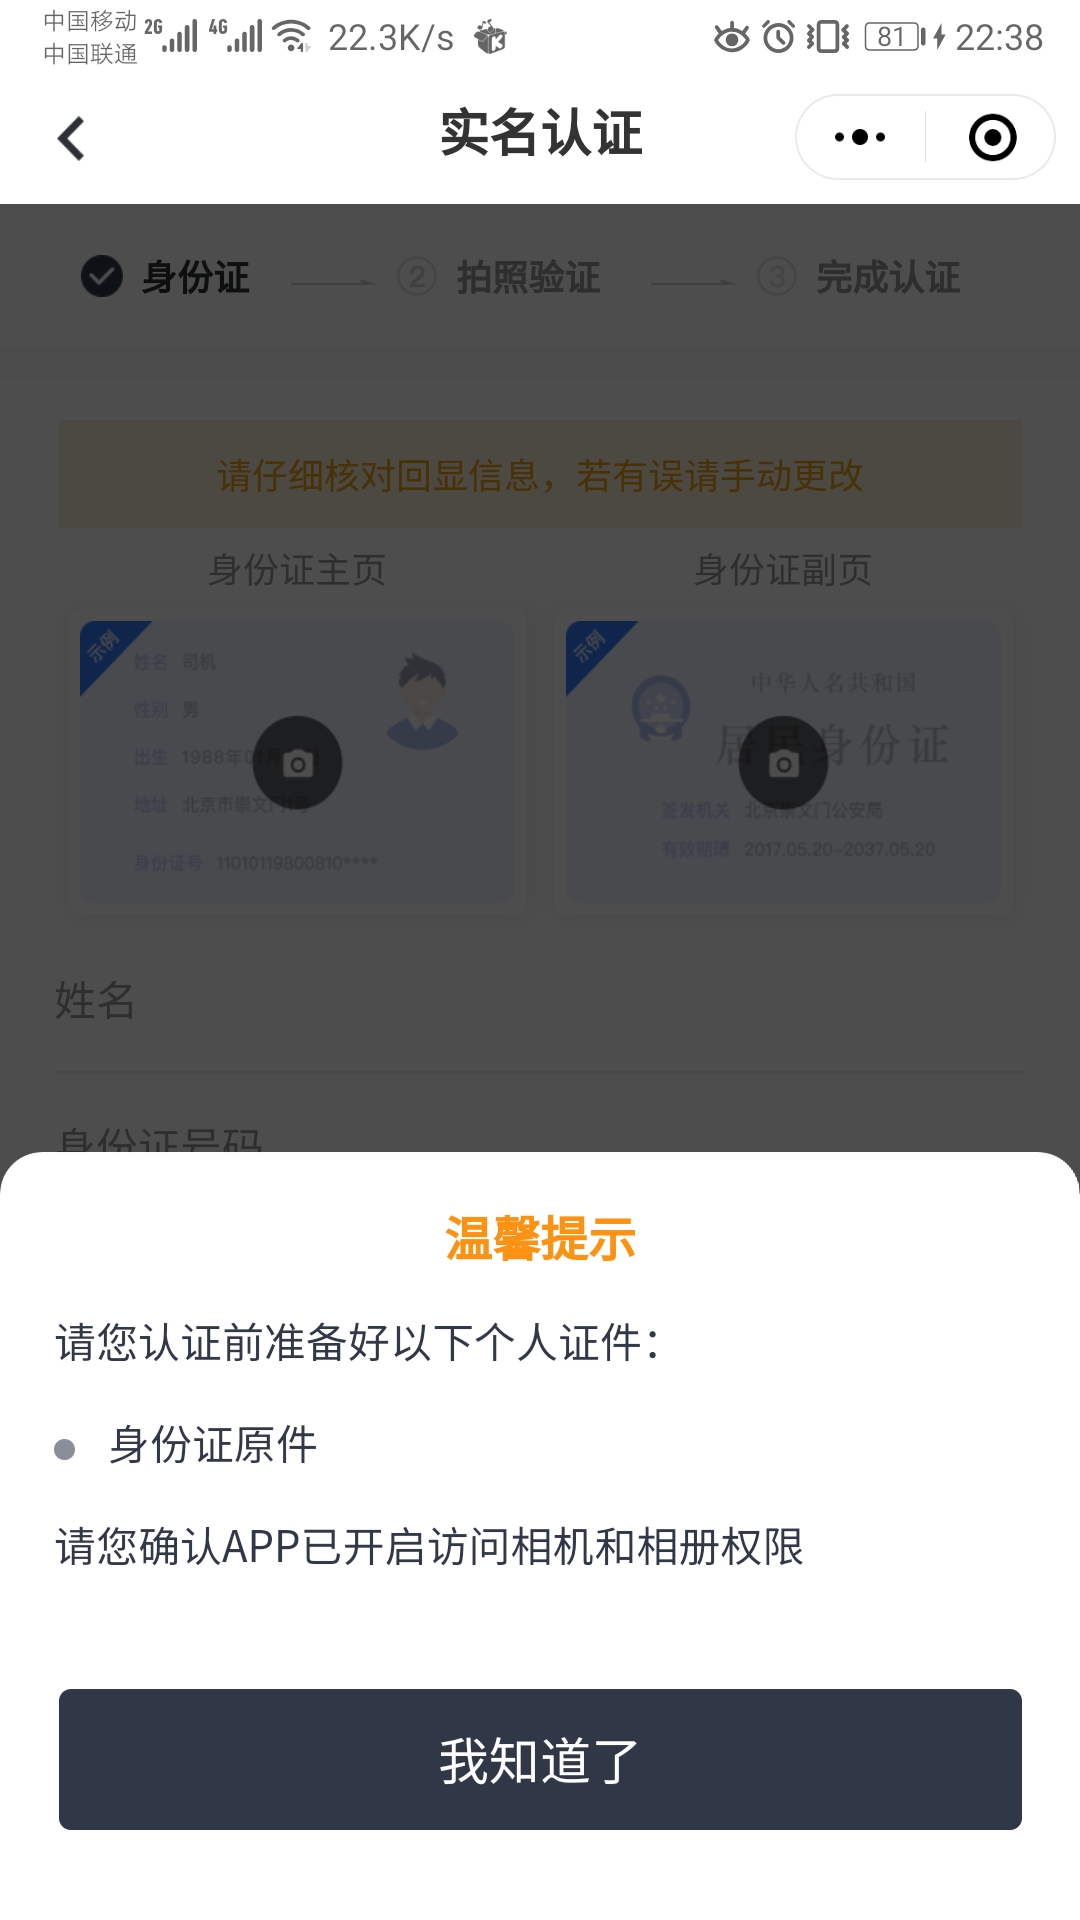 中国移动 2G 4G 22.3K/s 81 22:38
中国联通
实名认证
身份证 2 拍照验证 3 完成认证
请仔细核对回显信息，若有误请手动更改
身份证主页 身份证副页
示例 示例
姓名 司机
性别 男
出生 1988年01月
地址 北京市崇文门1号
身份证号 11010119800810****
中华人名共和国
居民身份证
签发机关 北京崇文门公安局
有效期限 2017.05.20-2037.05.20
姓名
身份证号码
温馨提示
请您认证前准备好以下个人证件：
身份证原件
请您确认APP已开启访问相机和相册权限
我知道了